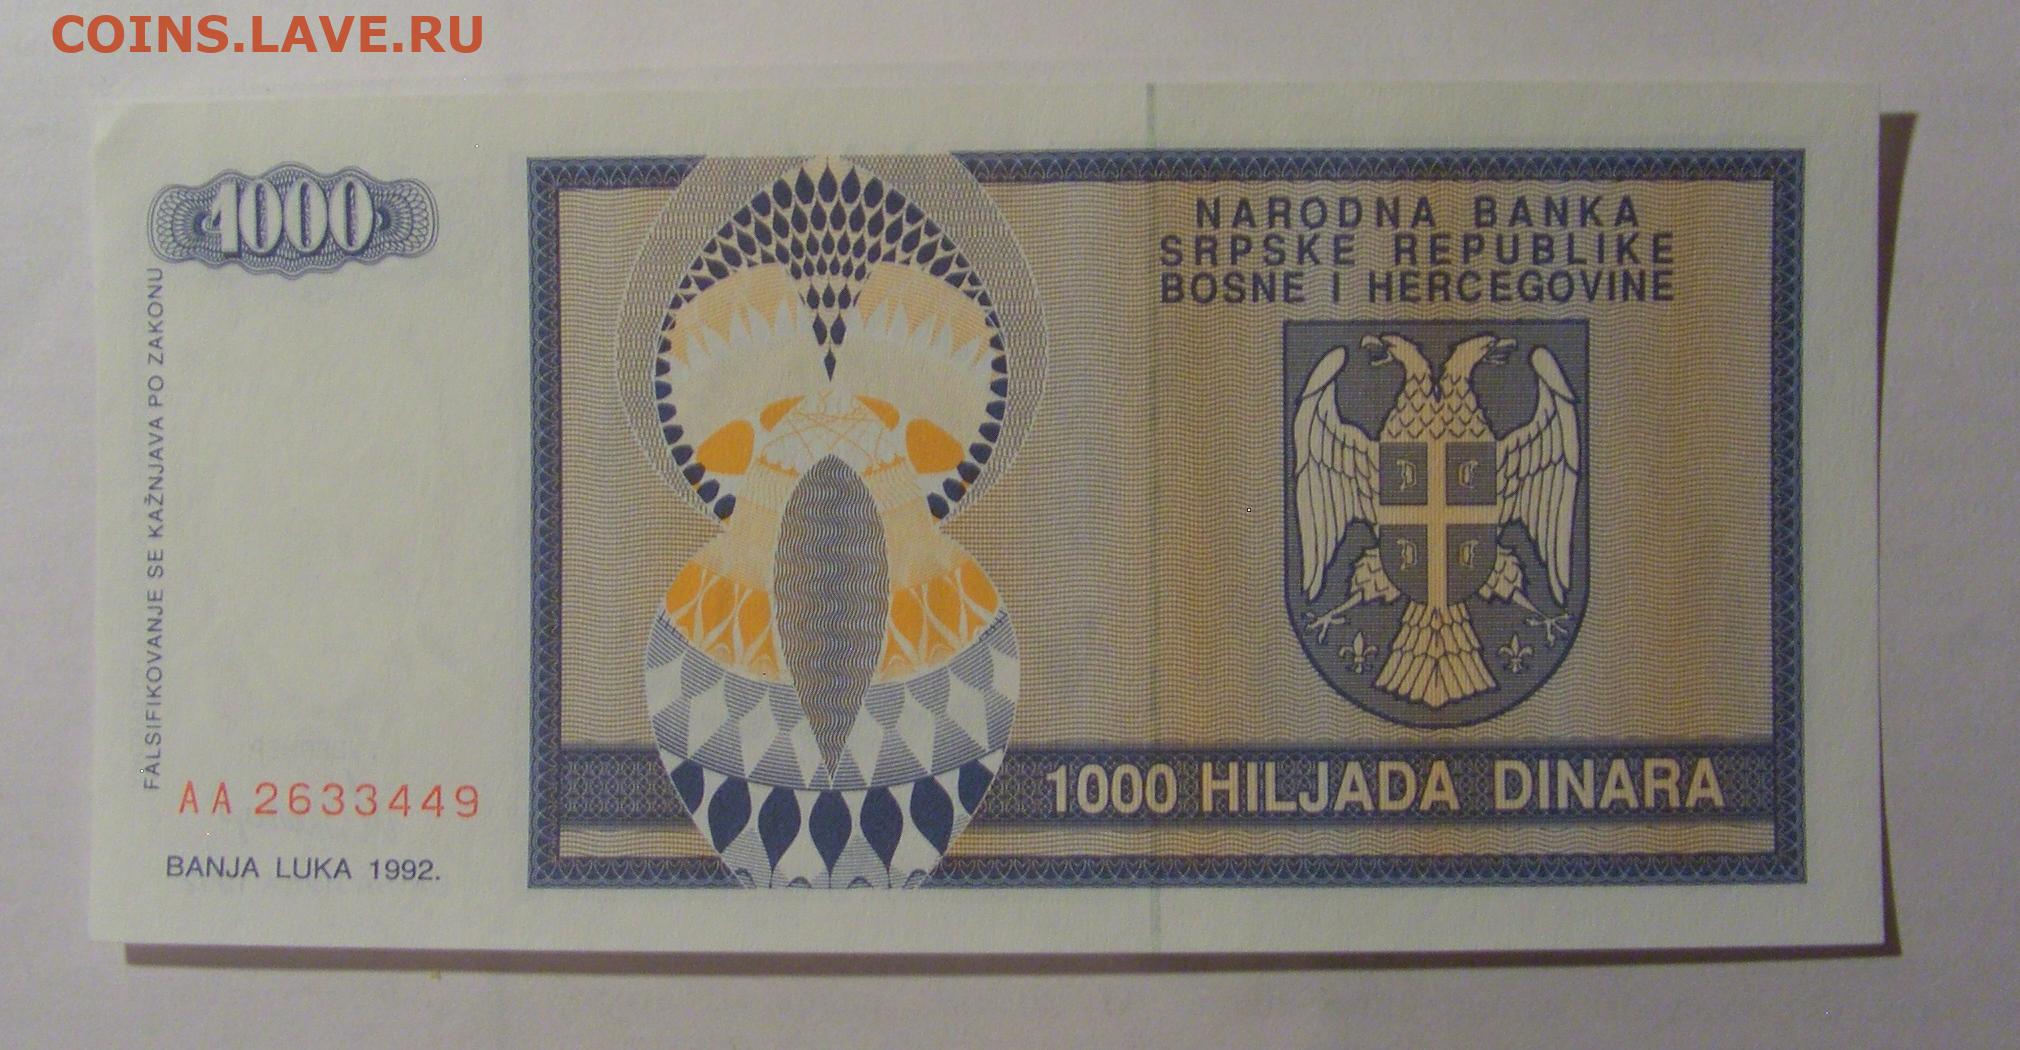 COINS.LAVE.RU
1000
FALSIFIKOVANJE SE KAŽNJAVA PO ZAKONU
NARODNA BANKA
SRPSKE REPUBLIKE
BOSNE I HERCEGOVINE
1000 HILJADA DINARA
AA 2633449
BANJA LUKA 1992.